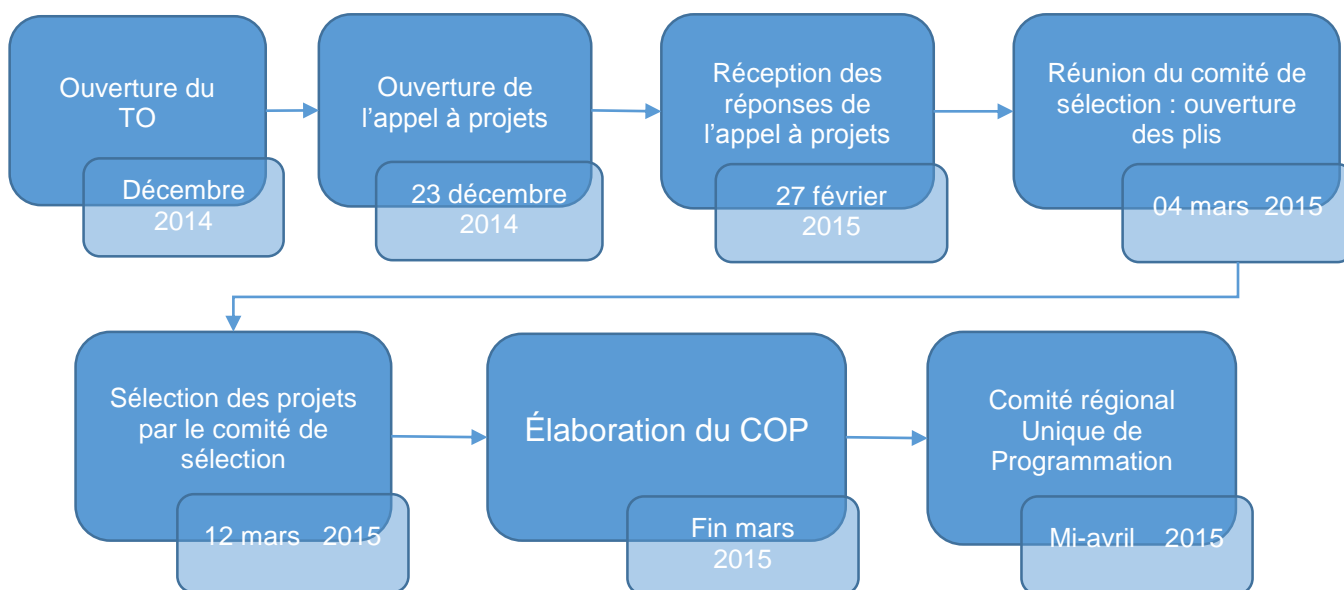 Ouverture du
TO
Décembre
2014
Ouverture de
l'appel à projets
23 décembre
2014
Réception des
réponses de
l'appel à projets
27 février
2015
Réunion du comité de
sélection : ouverture
des plis
04 mars 2015
Sélection des projets
par le comité de
sélection
12 mars 2015
Élaboration du COP
Fin mars
2015
Comité régional
Unique de
Programmation
Mi-avril 2015